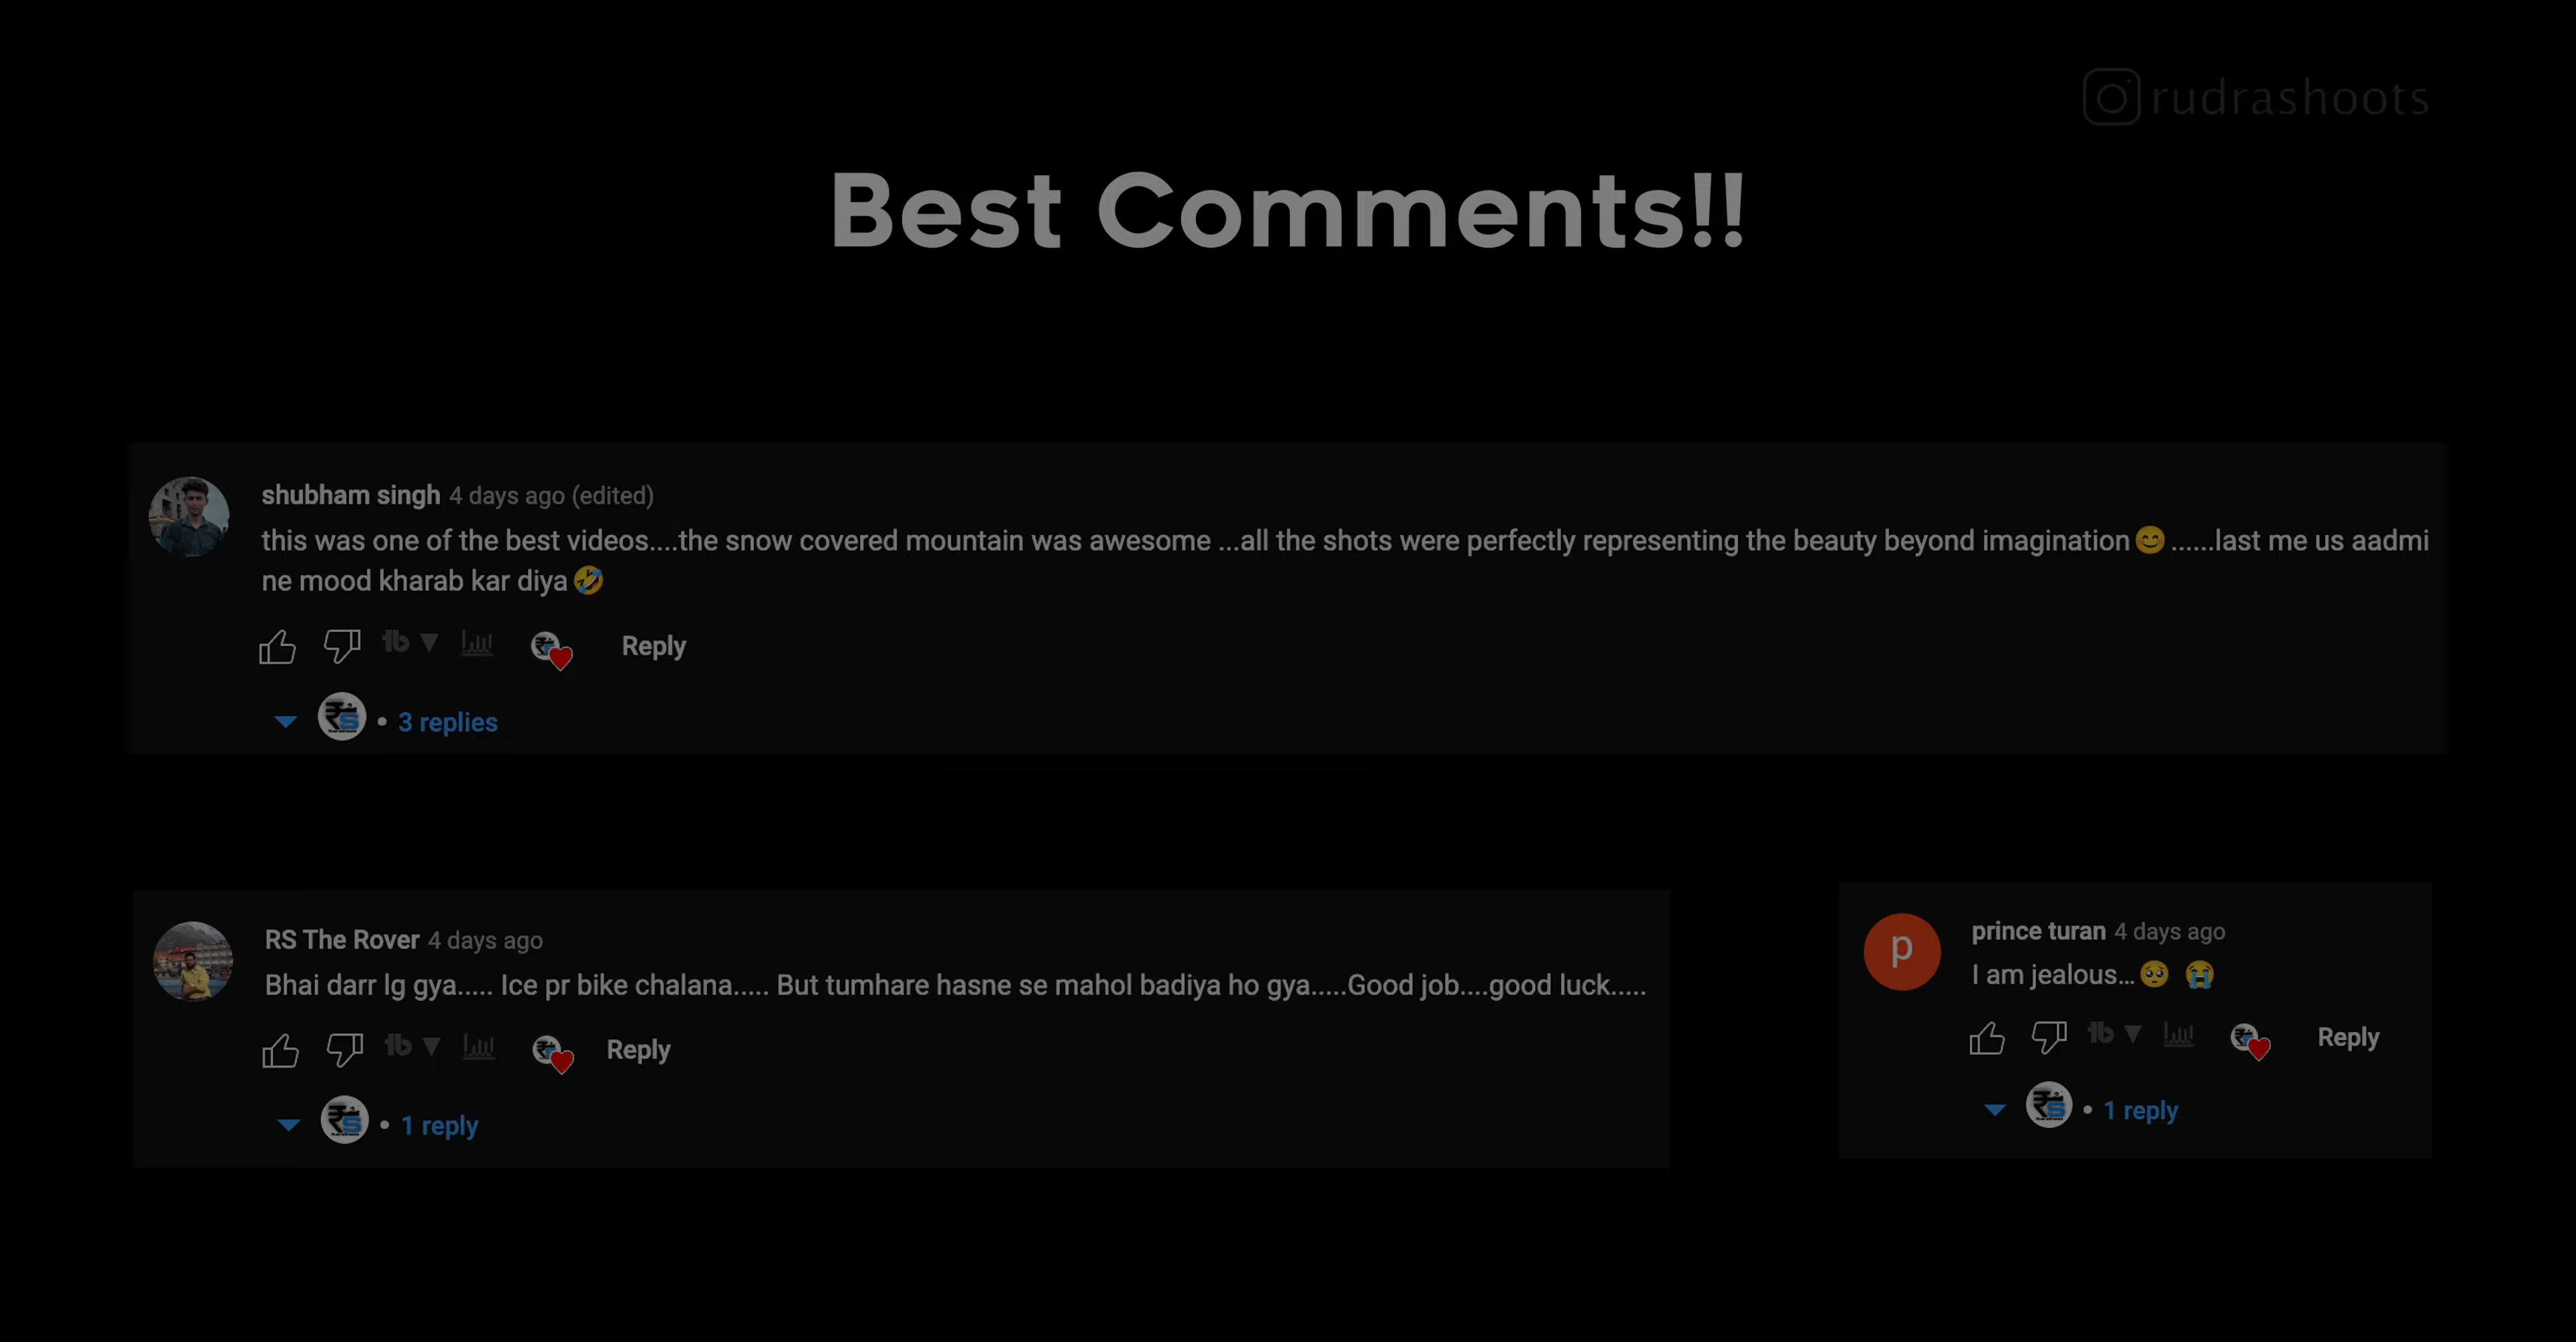 rudrashoots
Best Comments!!
shubham singh 4 days ago (edited)
this was one of the best videos....the snow covered mountain was awesome ...all the shots were perfectly representing the beauty beyond imagination😊 ......last me us aadmi
ne mood kharab kar diya🤣
Reply
• 3 replies
RS The Rover 4 days ago
Bhai darr lg gya..... Ice pr bike chalana..... But tumhare hasne se mahol badiya ho gya.....Good job....good luck.....
Reply
• 1 reply
P
prince turan 4 days ago
I am jealous...🥺 😭
Reply
• 1 reply